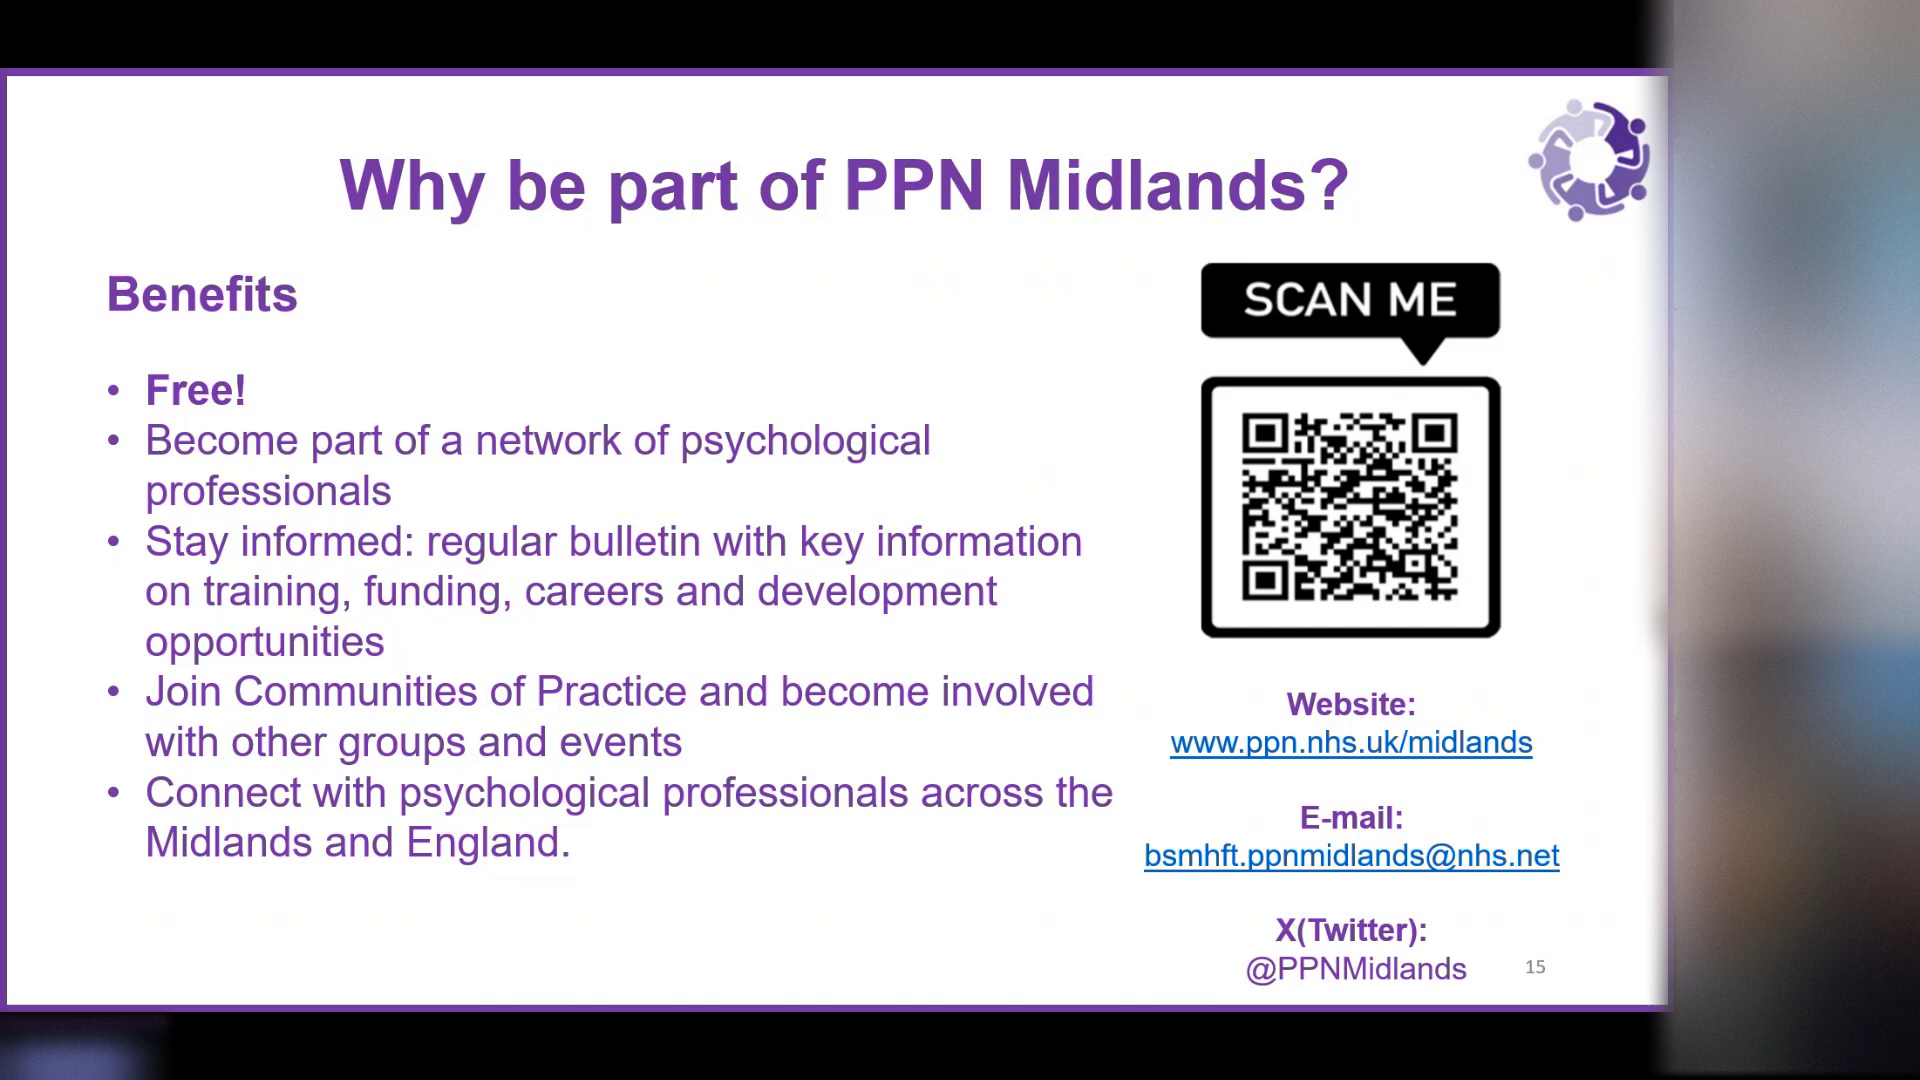 Why be part of PPN Midlands?
Benefits
• Free!
• Become part of a network of psychological
professionals
• Stay informed: regular bulletin with key information
on training, funding, careers and development
opportunities
• Join Communities of Practice and become involved
with other groups and events
• Connect with psychological professionals across the
Midlands and England.
SCAN ME
Website:
www.ppn.nhs.uk/midlands
E-mail:
bsmhft.ppnmidlands@nhs.net
X(Twitter):
@PPNMidlands
15